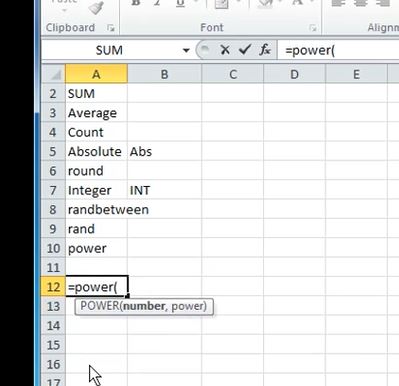 Paste
B I U
Clipboard Font Alignm
SUM =power(
A B C D E
2 SUM
3 Average
4 Count
5 Absolute Abs
6 round
7 Integer INT
8 randbetween
9 rand
10 power
11
12 =power(
13 POWER(number, power)
14
15
16
17